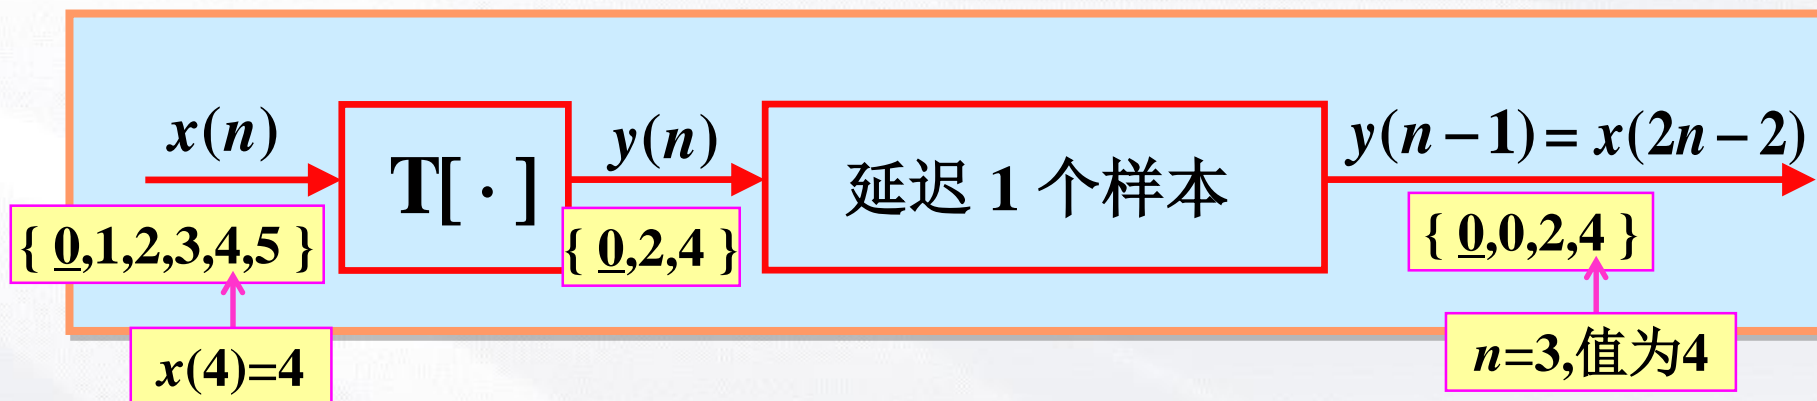 x(n)
T[ · ]
y(n)
延迟 1 个样本
y(n − 1) = x(2n − 2)
{ 0,1,2,3,4,5 }
{ 0,2,4 }
{ 0,0,2,4 }
x(4)=4
n=3,值为4